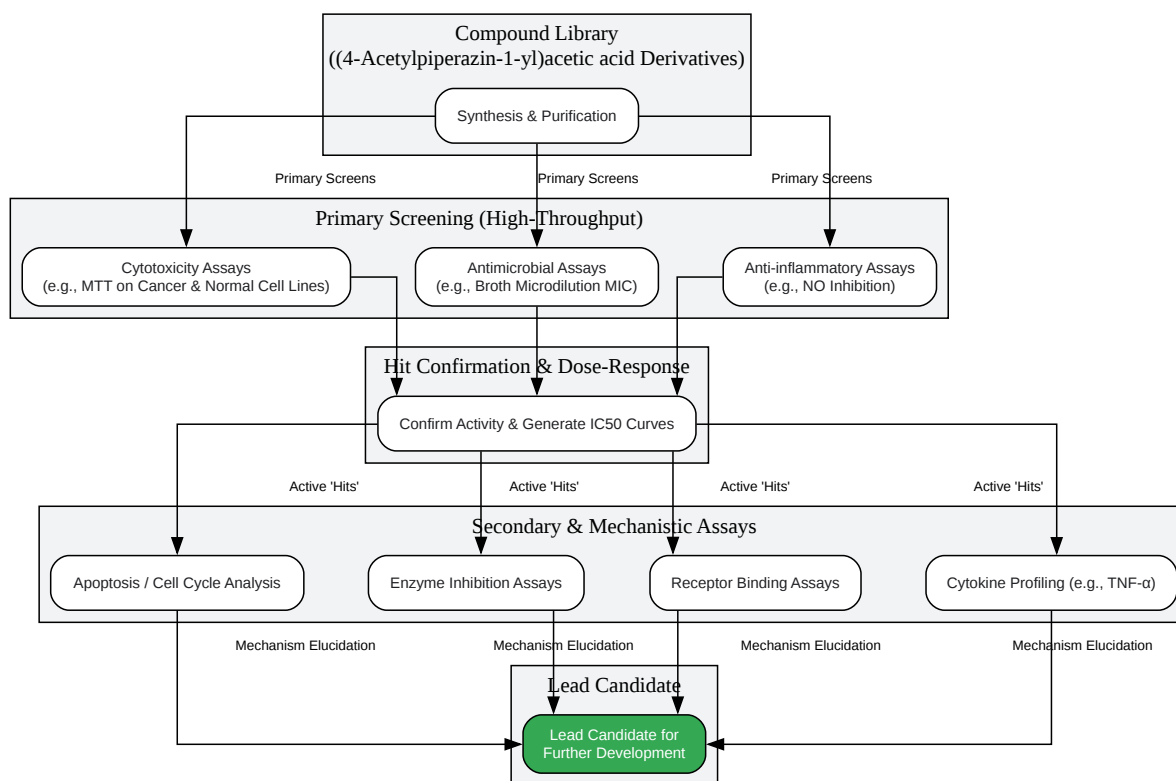 Compound Library
((4-Acetylpiperazin-1-yl)acetic acid Derivatives)
Synthesis & Purification
Primary Screens
Primary Screens
Primary Screens
Primary Screening (High-Throughput)
Cytotoxicity Assays
(e.g., MTT on Cancer & Normal Cell Lines)
Antimicrobial Assays
(e.g., Broth Microdilution MIC)
Anti-inflammatory Assays
(e.g., NO Inhibition)
Hit Confirmation & Dose-Response
Confirm Activity & Generate IC50 Curves
Active 'Hits'
Active 'Hits'
Active 'Hits'
Active 'Hits'
Secondary & Mechanistic Assays
Apoptosis / Cell Cycle Analysis
Enzyme Inhibition Assays
Receptor Binding Assays
Cytokine Profiling (e.g., TNF-α)
Mechanism Elucidation
Mechanism Elucidation
Mechanism Elucidation
Mechanism Elucidation
Lead Candidate
Lead Candidate for
Further Development